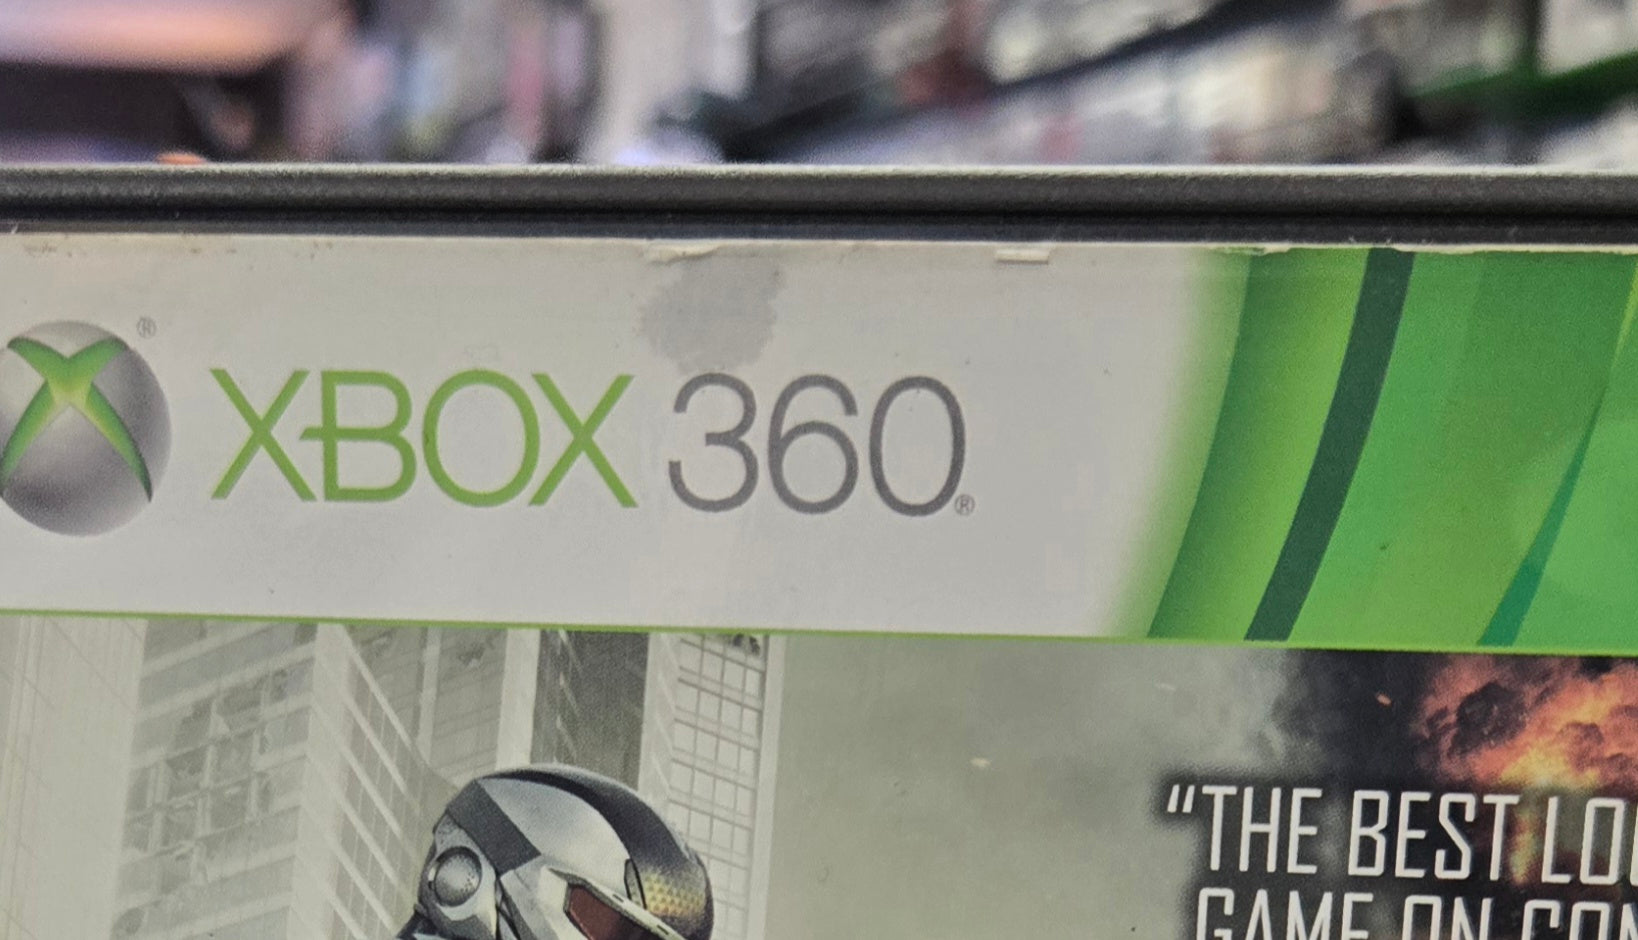 XBOX 360®
"THE BEST
GAME ON